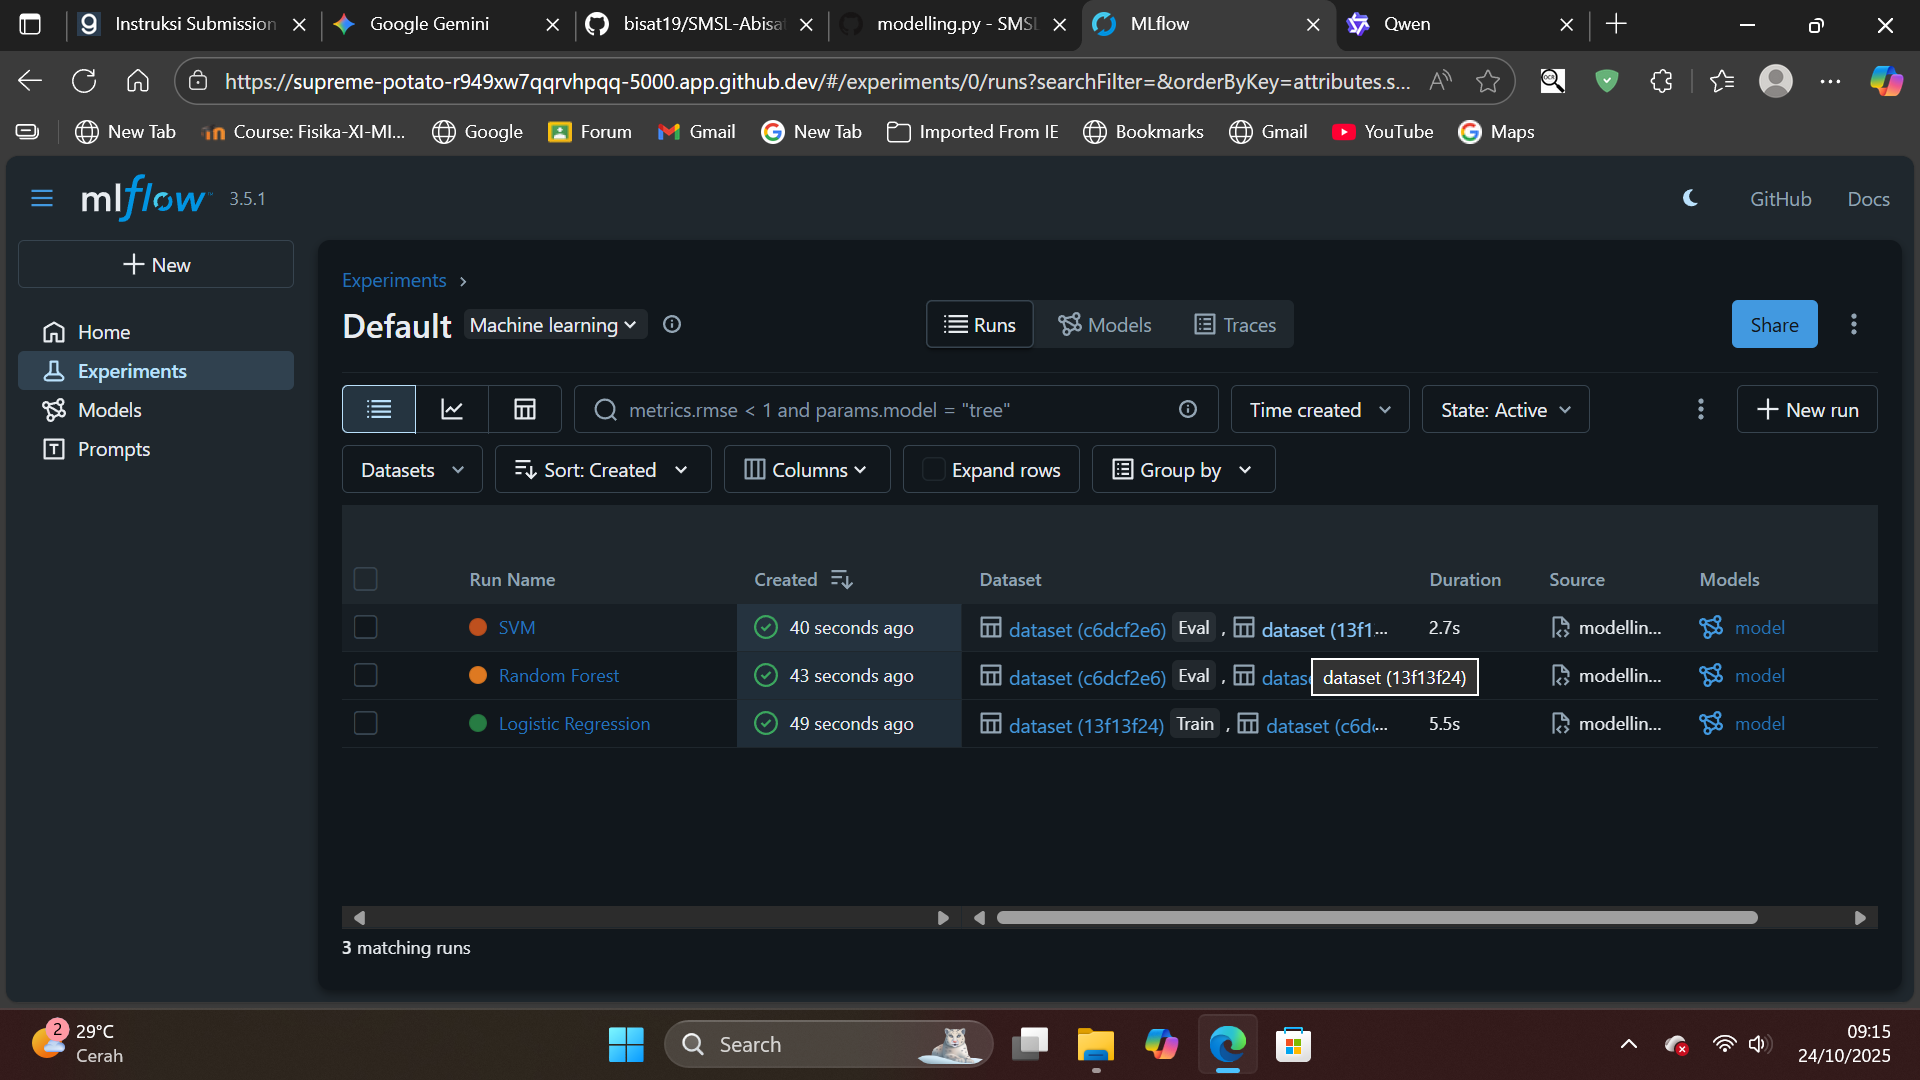 Instruksi Submission
Google Gemini
bisat19/SMSL-Abisa
modelling.py - SMSL
MLflow
Qwen
https://supreme-potato-r949xw7qqrvhpqq-5000.app.github.dev/#/experiments/0/runs?searchFilter=&orderByKey=attributes.s...
New Tab
Course: Fisika-XI-MI...
Google
Forum
Gmail
New Tab
Imported From IE
Bookmarks
Gmail
YouTube
Maps
mlflow 3.5.1
GitHub
Docs
New
Home
Experiments
Models
Prompts
Experiments
Default
Machine learning
Runs
Models
Traces
Share
metrics.rmse < 1 and params.model = "tree"
Time created
State: Active
New run
Datasets
Sort: Created
Columns
Expand rows
Group by
Run Name Created Dataset Duration Source Models
SVM 40 seconds ago dataset (c6dcf2e6) Eval , dataset (13f1... 2.7s modellin... model
Random Forest 43 seconds ago dataset (c6dcf2e6) Eval , datas modellin... model
dataset (13f13f24)
Logistic Regression 49 seconds ago dataset (13f13f24) Train , dataset (c6d... 5.5s modellin... model
3 matching runs
2
29°C
Cerah
Search
09:15
24/10/2025